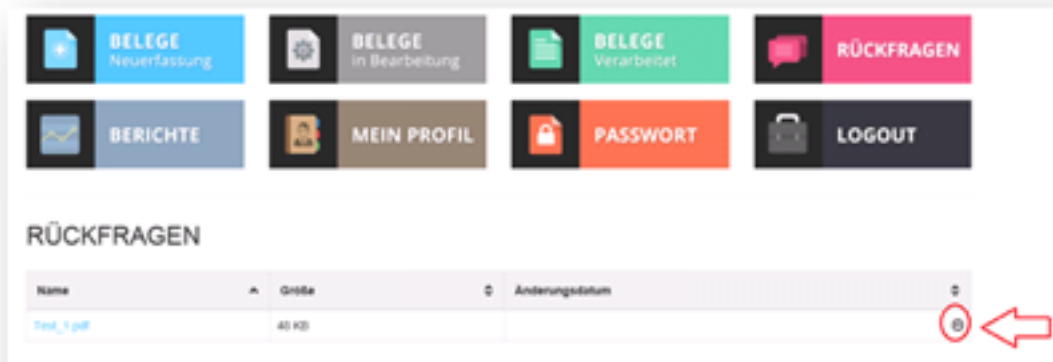 BELEGE
Neuerfassung
BELEGE
in Bearbeitung
BELEGE
Verarbeitet
RÜCKFRAGEN
BERICHTE
MEIN PROFIL
PASSWORT
LOGOUT
RÜCKFRAGEN
Name Größe Änderungsdatum
Test_1.pdf 46 KB